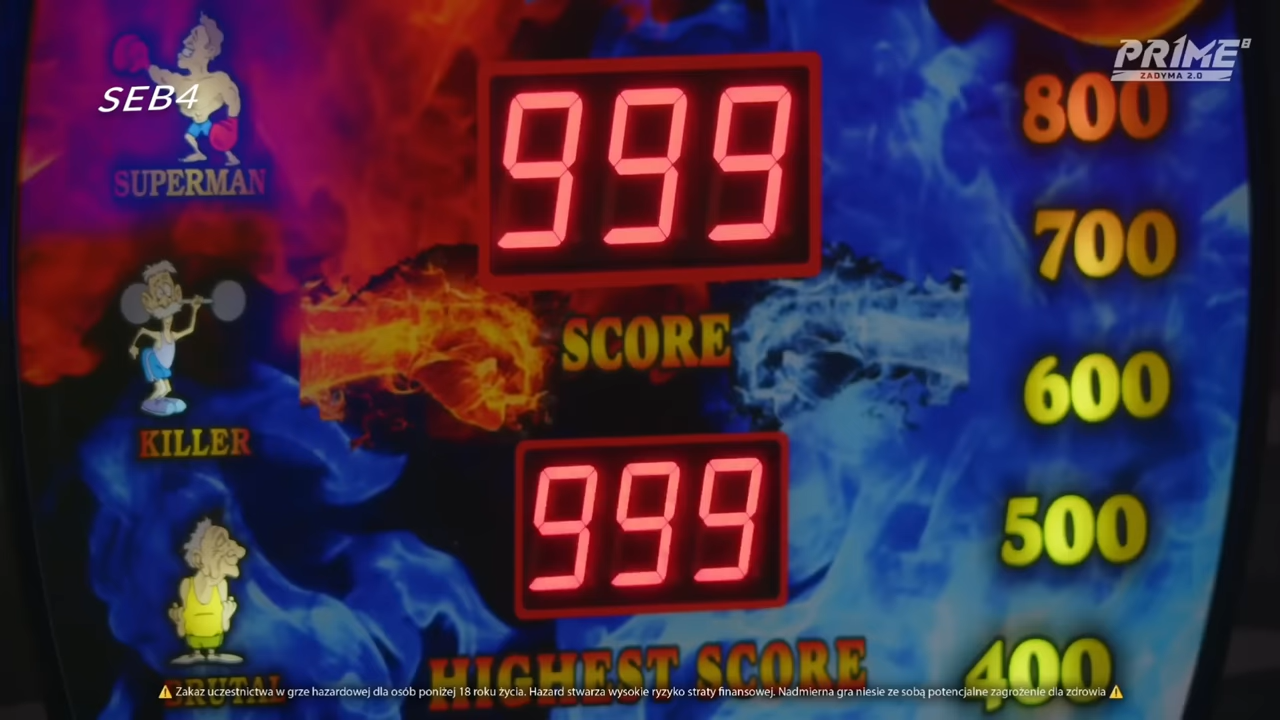 PR1ME
ZADYMA 2.0
SEB4
SUPERMAN
999
800
700
KILLER
SCORE
600
999
500
BRUTAL
HIGHEST SCORE
400
⚠️ Zakaz uczestnictwa w grze hazardowej dla osób poniżej 18 roku życia. Hazard stwarza wysokie ryzyko straty finansowej. Nadmierna gra niesie ze sobą potencjalne zagrożenie dla zdrowia ⚠️